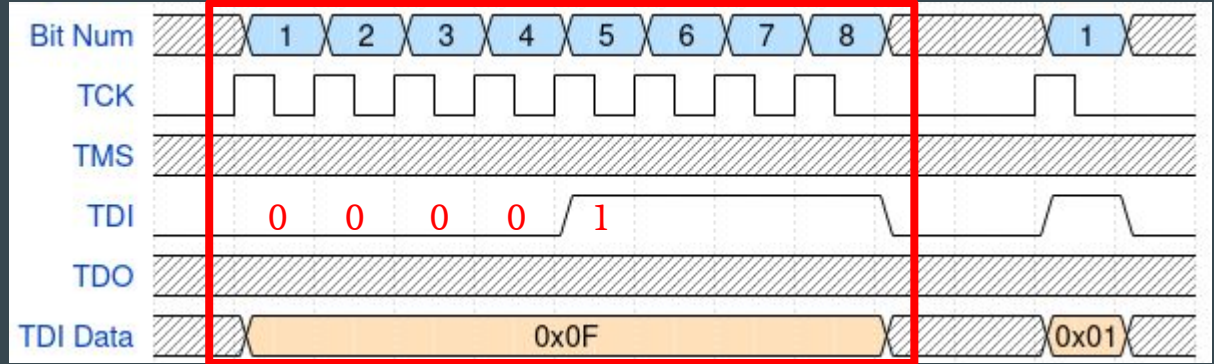 Bit Num 1 2 3 4 5 6 7 8 1
TCK
TMS
TDI 0 0 0 0 1
TDO
TDI Data 0x0F 0x01